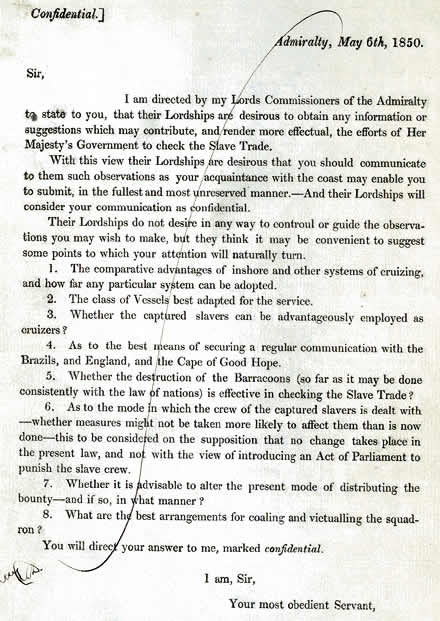 Confidential.]
Admiralty, May 6th, 1850.
Sir,
I am directed by my Lords Commissioners of the Admiralty
to state to you, that their Lordships are desirous to obtain any information or
suggestions which may contribute, and render more effectual, the efforts of Her
Majesty's Government to check the Slave Trade.
With this view their Lordships are desirous that you should communicate
to them such observations as your acquaintance with the coast may enable you
to submit, in the fullest and most unreserved manner.—And their Lordships will
consider your communication as confidential.
Their Lordships do not desire in any way to controul or guide the observa-
tions you may wish to make, but they think it may be convenient to suggest
some points to which your attention will naturally turn.
1. The comparative advantages of inshore and other systems of cruizing,
and how far any particular system can be adopted.
2. The class of Vessels best adapted for the service.
3. Whether the captured slavers can be advantageously employed as
cruizers?
4. As to the best means of securing a regular communication with the
Brazils, and England, and the Cape of Good Hope.
5. Whether the destruction of the Barracoons (so far as it may be done
consistently with the law of nations) is effective in checking the Slave Trade?
6. As to the mode in which the crew of the captured slavers is dealt with
—whether measures might not be taken more likely to affect them than is now
done—this to be considered on the supposition that no change takes place in
the present law, and not with the view of introducing an Act of Parliament to
punish the slave crew.
7. Whether it is advisable to alter the present mode of distributing the
bounty—and if so, in what manner?
8. What are the best arrangements for coaling and victualling the squad-
ron?
You will direct your answer to me, marked confidential.
I am, Sir,
Your most obedient Servant,